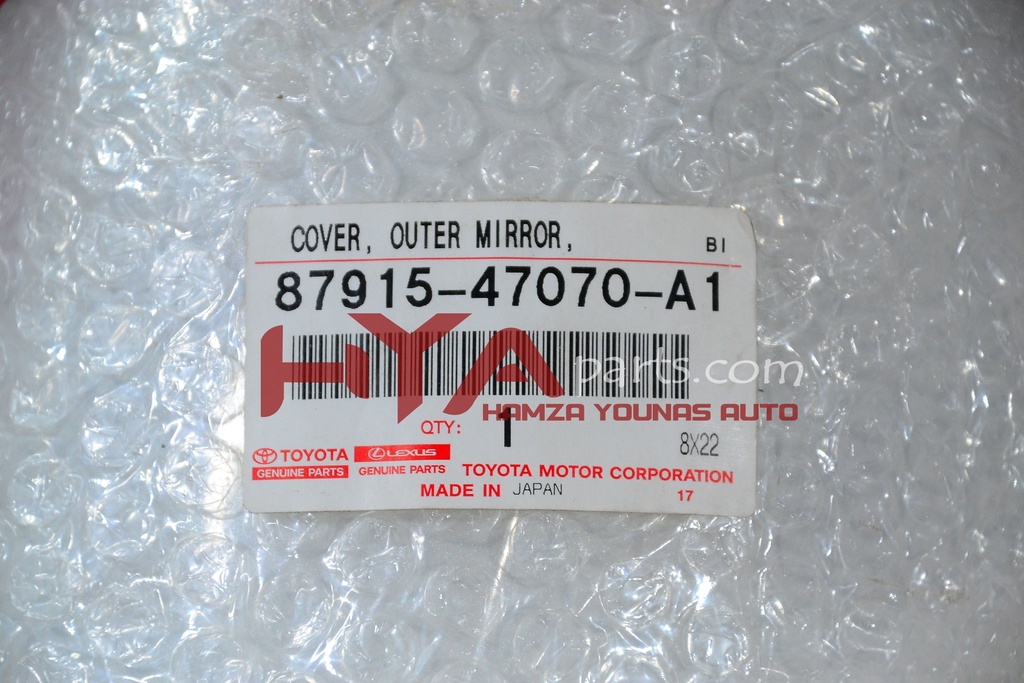 COVER, OUTER MIRROR, BI
87915-47070-A1
HYA parts.com
HAMZA YOUNAS AUTO
QTY: 1
8X22
TOYOTA LEXUS
GENUINE PARTS GENUINE PARTS TOYOTA MOTOR CORPORATION
MADE IN JAPAN 17